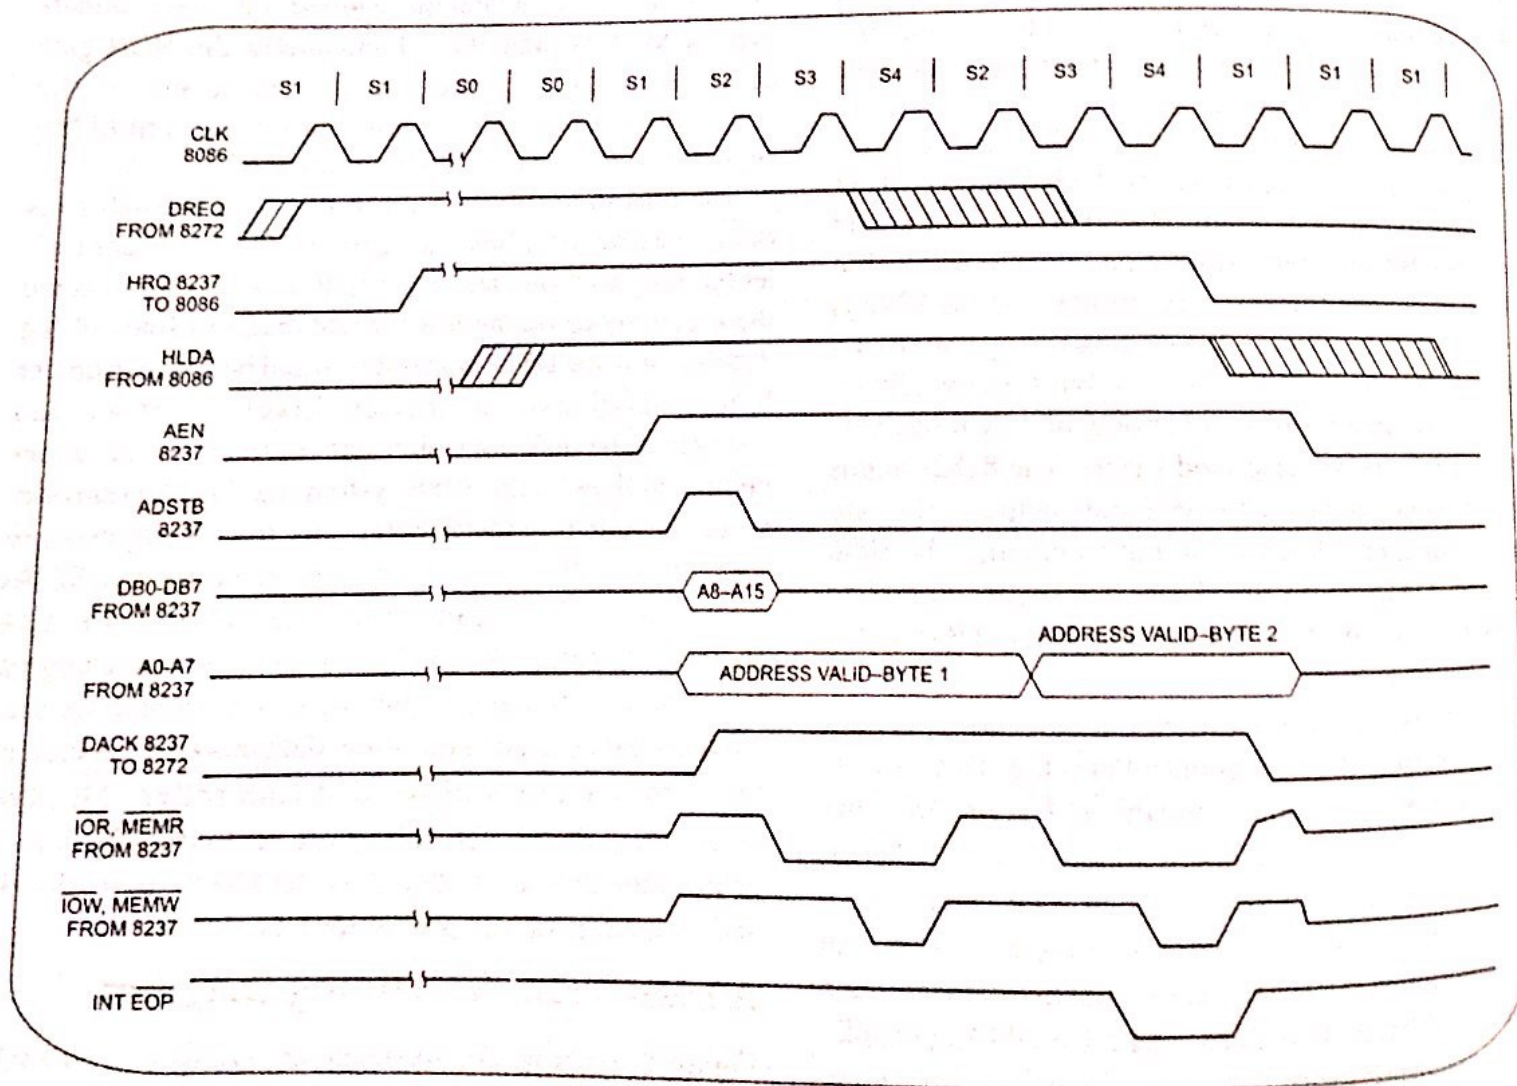 S1 S1 S0 S0 S1 S2 S3 S4 S2 S3 S4 S1 S1 S1
CLK
8086
DREQ
FROM 8272
HRQ 8237
TO 8086
HLDA
FROM 8086
AEN
8237
ADSTB
8237
DB0-DB7
FROM 8237
A8–A15
ADDRESS VALID–BYTE 2
A0-A7
FROM 8237
ADDRESS VALID–BYTE 1
DACK 8237
TO 8272
IOR, MEMR
FROM 8237
IOW, MEMW
FROM 8237
INT EOP